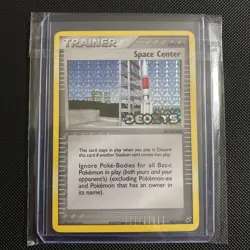 TRAINER
Space Center
DEOXYS
This card stays in play when you play it. Discard
this card if another Stadium card comes into play.
Ignore Poké-Bodies for all Basic
Pokémon in play (both yours and your
opponent's) (excluding Pokémon-ex
and Pokémon that has an owner in
its name).